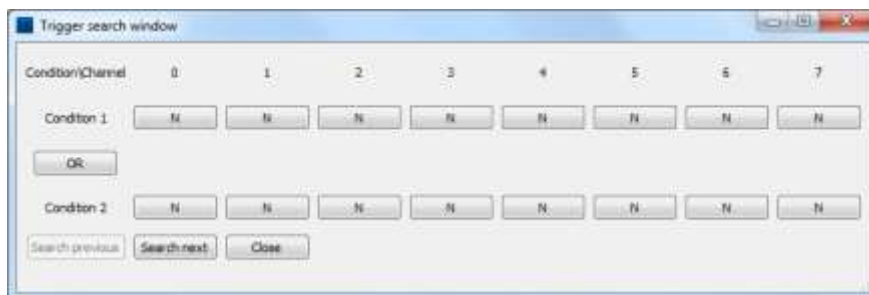 Trigger search window
Condition\Channel 0 1 2 3 4 5 6 7
Condition 1 N N N N N N N N
OR
Condition 2 N N N N N N N N
Search previous Search next Close